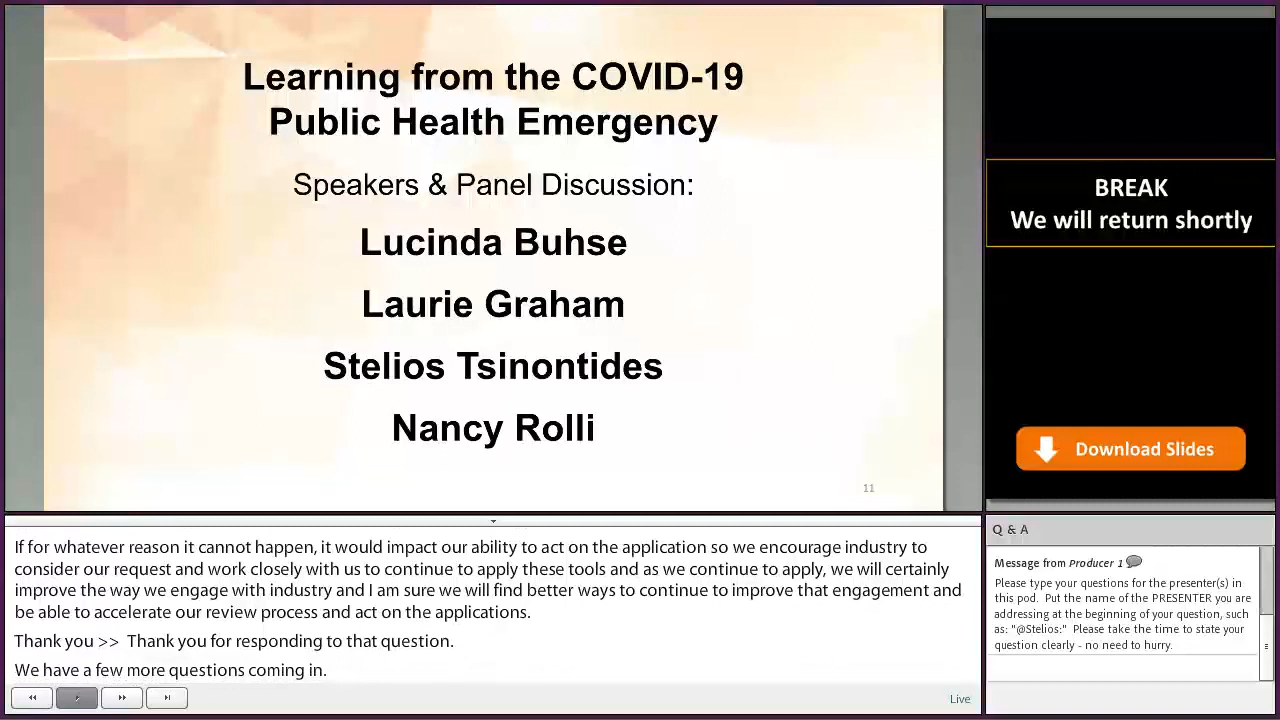 Learning from the COVID-19
Public Health Emergency
Speakers & Panel Discussion:
Lucinda Buhse
Laurie Graham
Stelios Tsinontides
Nancy Rolli
11
BREAK
We will return shortly
Download Slides
If for whatever reason it cannot happen, it would impact our ability to act on the application so we encourage industry to
consider our request and work closely with us to continue to apply these tools and as we continue to apply, we will certainly
improve the way we engage with industry and I am sure we will find better ways to continue to improve that engagement and
be able to accelerate our review process and act on the applications.
Thank you >>  Thank you for responding to that question.
We have a few more questions coming in.
Live
Q & A
Message from Producer 1
Please type your questions for the presenter(s) in
this pod.  Put the name of the PRESENTER you are
addressing at the beginning of your question, such
as: "@Stelios:"  Please take the time to state your
question clearly - no need to hurry.